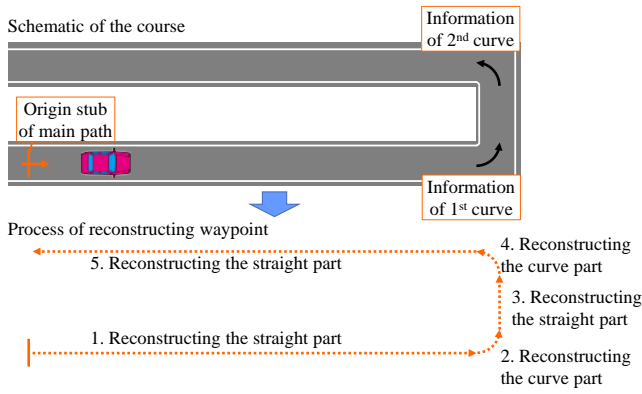 Schematic of the course
Information
of 2nd curve
Origin stub
of main path
Information
of 1st curve
Process of reconstructing waypoint
4. Reconstructing
the curve part
5. Reconstructing the straight part
3. Reconstructing
the straight part
1. Reconstructing the straight part
2. Reconstructing
the curve part